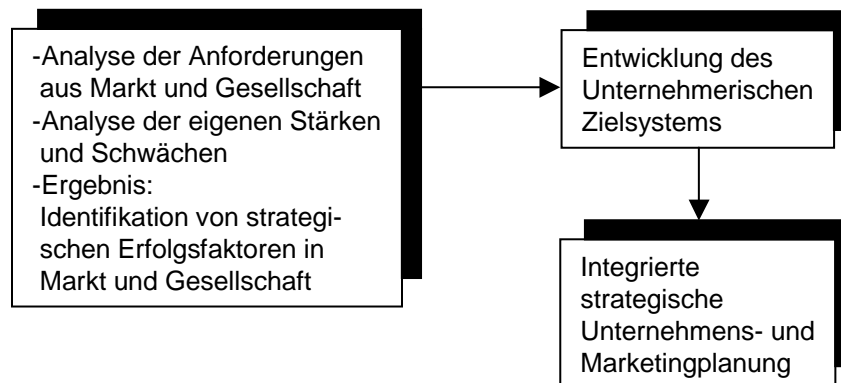 -Analyse der Anforderungen
aus Markt und Gesellschaft
-Analyse der eigenen Stärken
und Schwächen
-Ergebnis:
Identifikation von strategi-
schen Erfolgsfaktoren in
Markt und Gesellschaft
Entwicklung des
Unternehmerischen
Zielsystems
Integrierte
strategische
Unternehmens- und
Marketingplanung